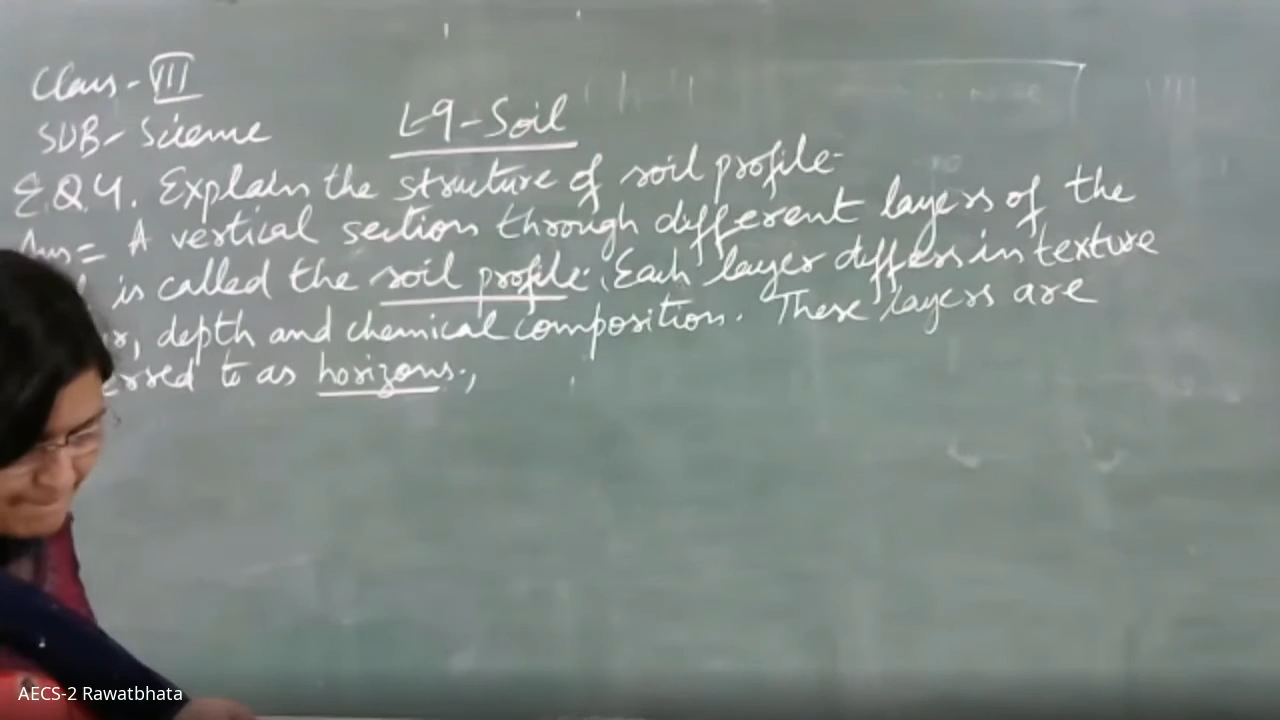 Class - VII
SUB - Science
L-9 - Soil
E.Q.4. Explain the structure of soil profile.
Ans = A vertical section through different layers of the
is called the soil profile. Each layer differs in texture
, depth and chemical composition. These layers are
erred to as horizons.,
AECS-2 Rawatbhata